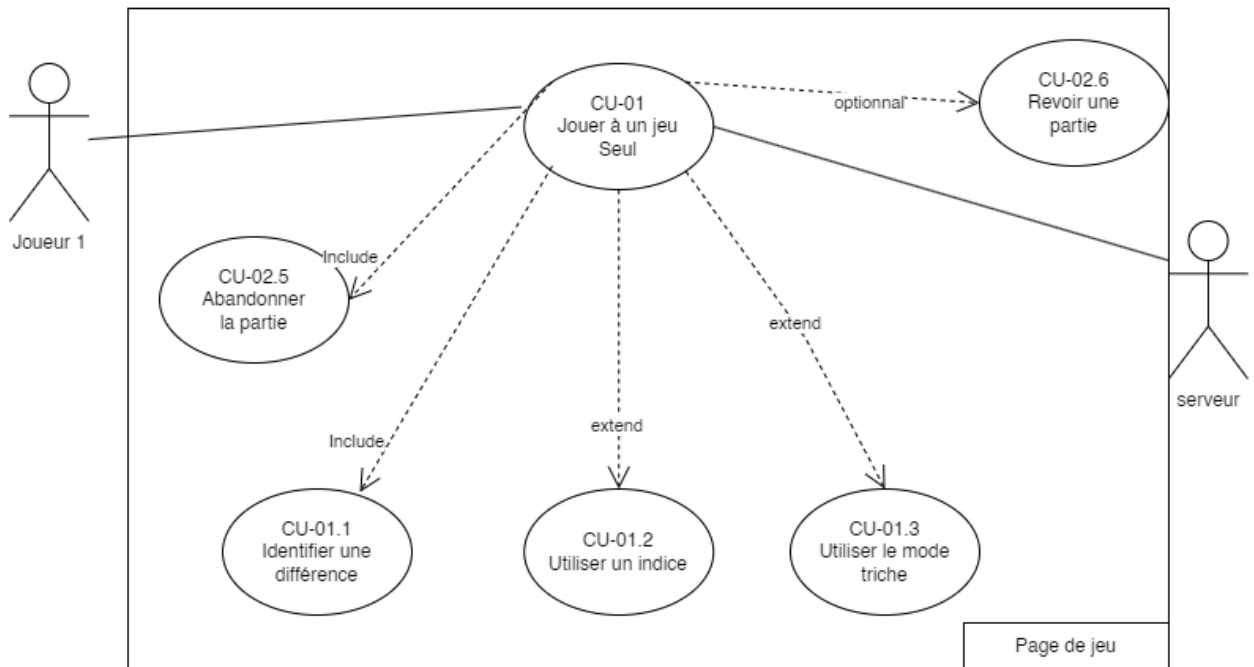 CU-01
Jouer à un jeu
Seul
CU-02.6
Revoir une
partie
optionnal
Joueur 1
CU-02.5
Abandonner
la partie
Include
extend
serveur
Include
extend
CU-01.1
Identifier une
différence
CU-01.2
Utiliser un indice
CU-01.3
Utiliser le mode
triche
Page de jeu